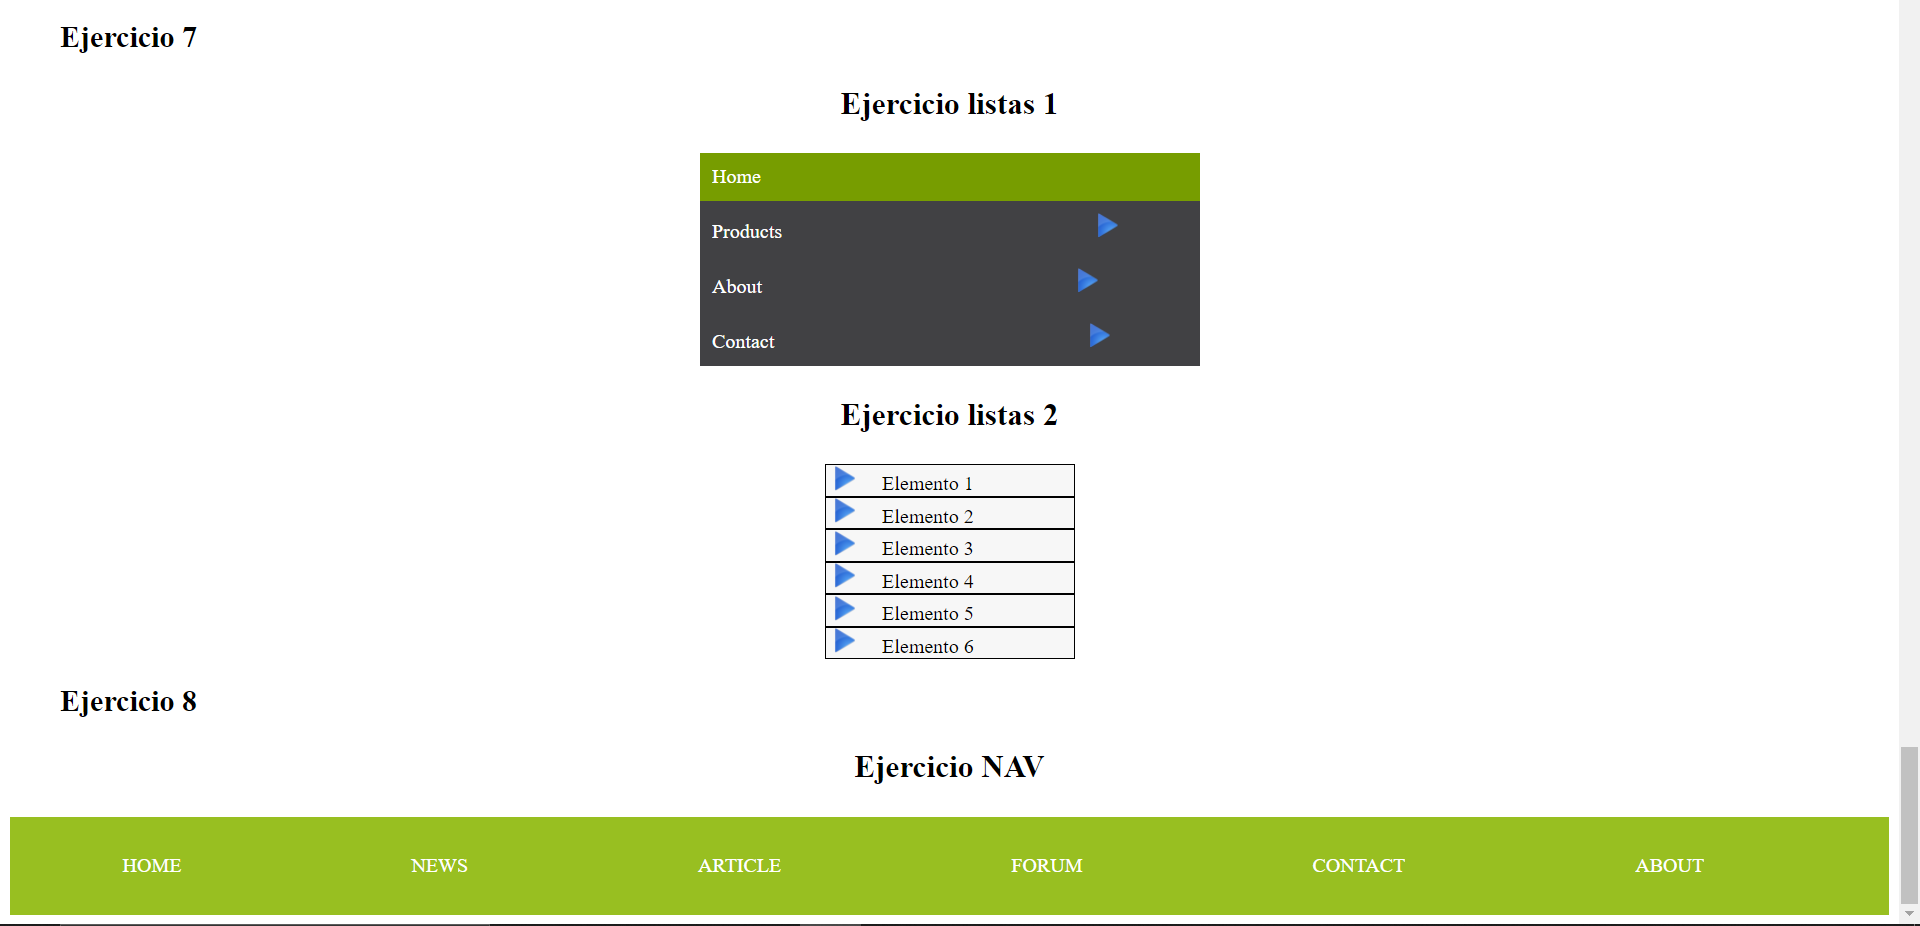 Ejercicio 7
Ejercicio listas 1
Home
Products
About
Contact
Ejercicio listas 2
Elemento 1
Elemento 2
Elemento 3
Elemento 4
Elemento 5
Elemento 6
Ejercicio 8
Ejercicio NAV
HOME NEWS ARTICLE FORUM CONTACT ABOUT